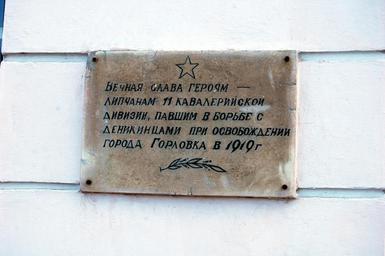 Вечная слава героям —
липчанам 11 кавалерийской
дивизии, павшим в борьбе с
деникинцами при освобождении
города Горловка в 1919 г